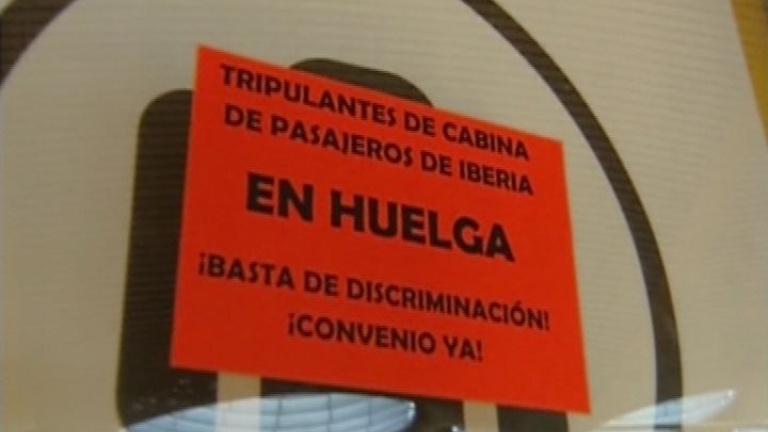 TRIPULANTES DE CABINA
DE PASAJEROS DE IBERIA
EN HUELGA
¡BASTA DE DISCRIMINACIÓN!
¡CONVENIO YA!